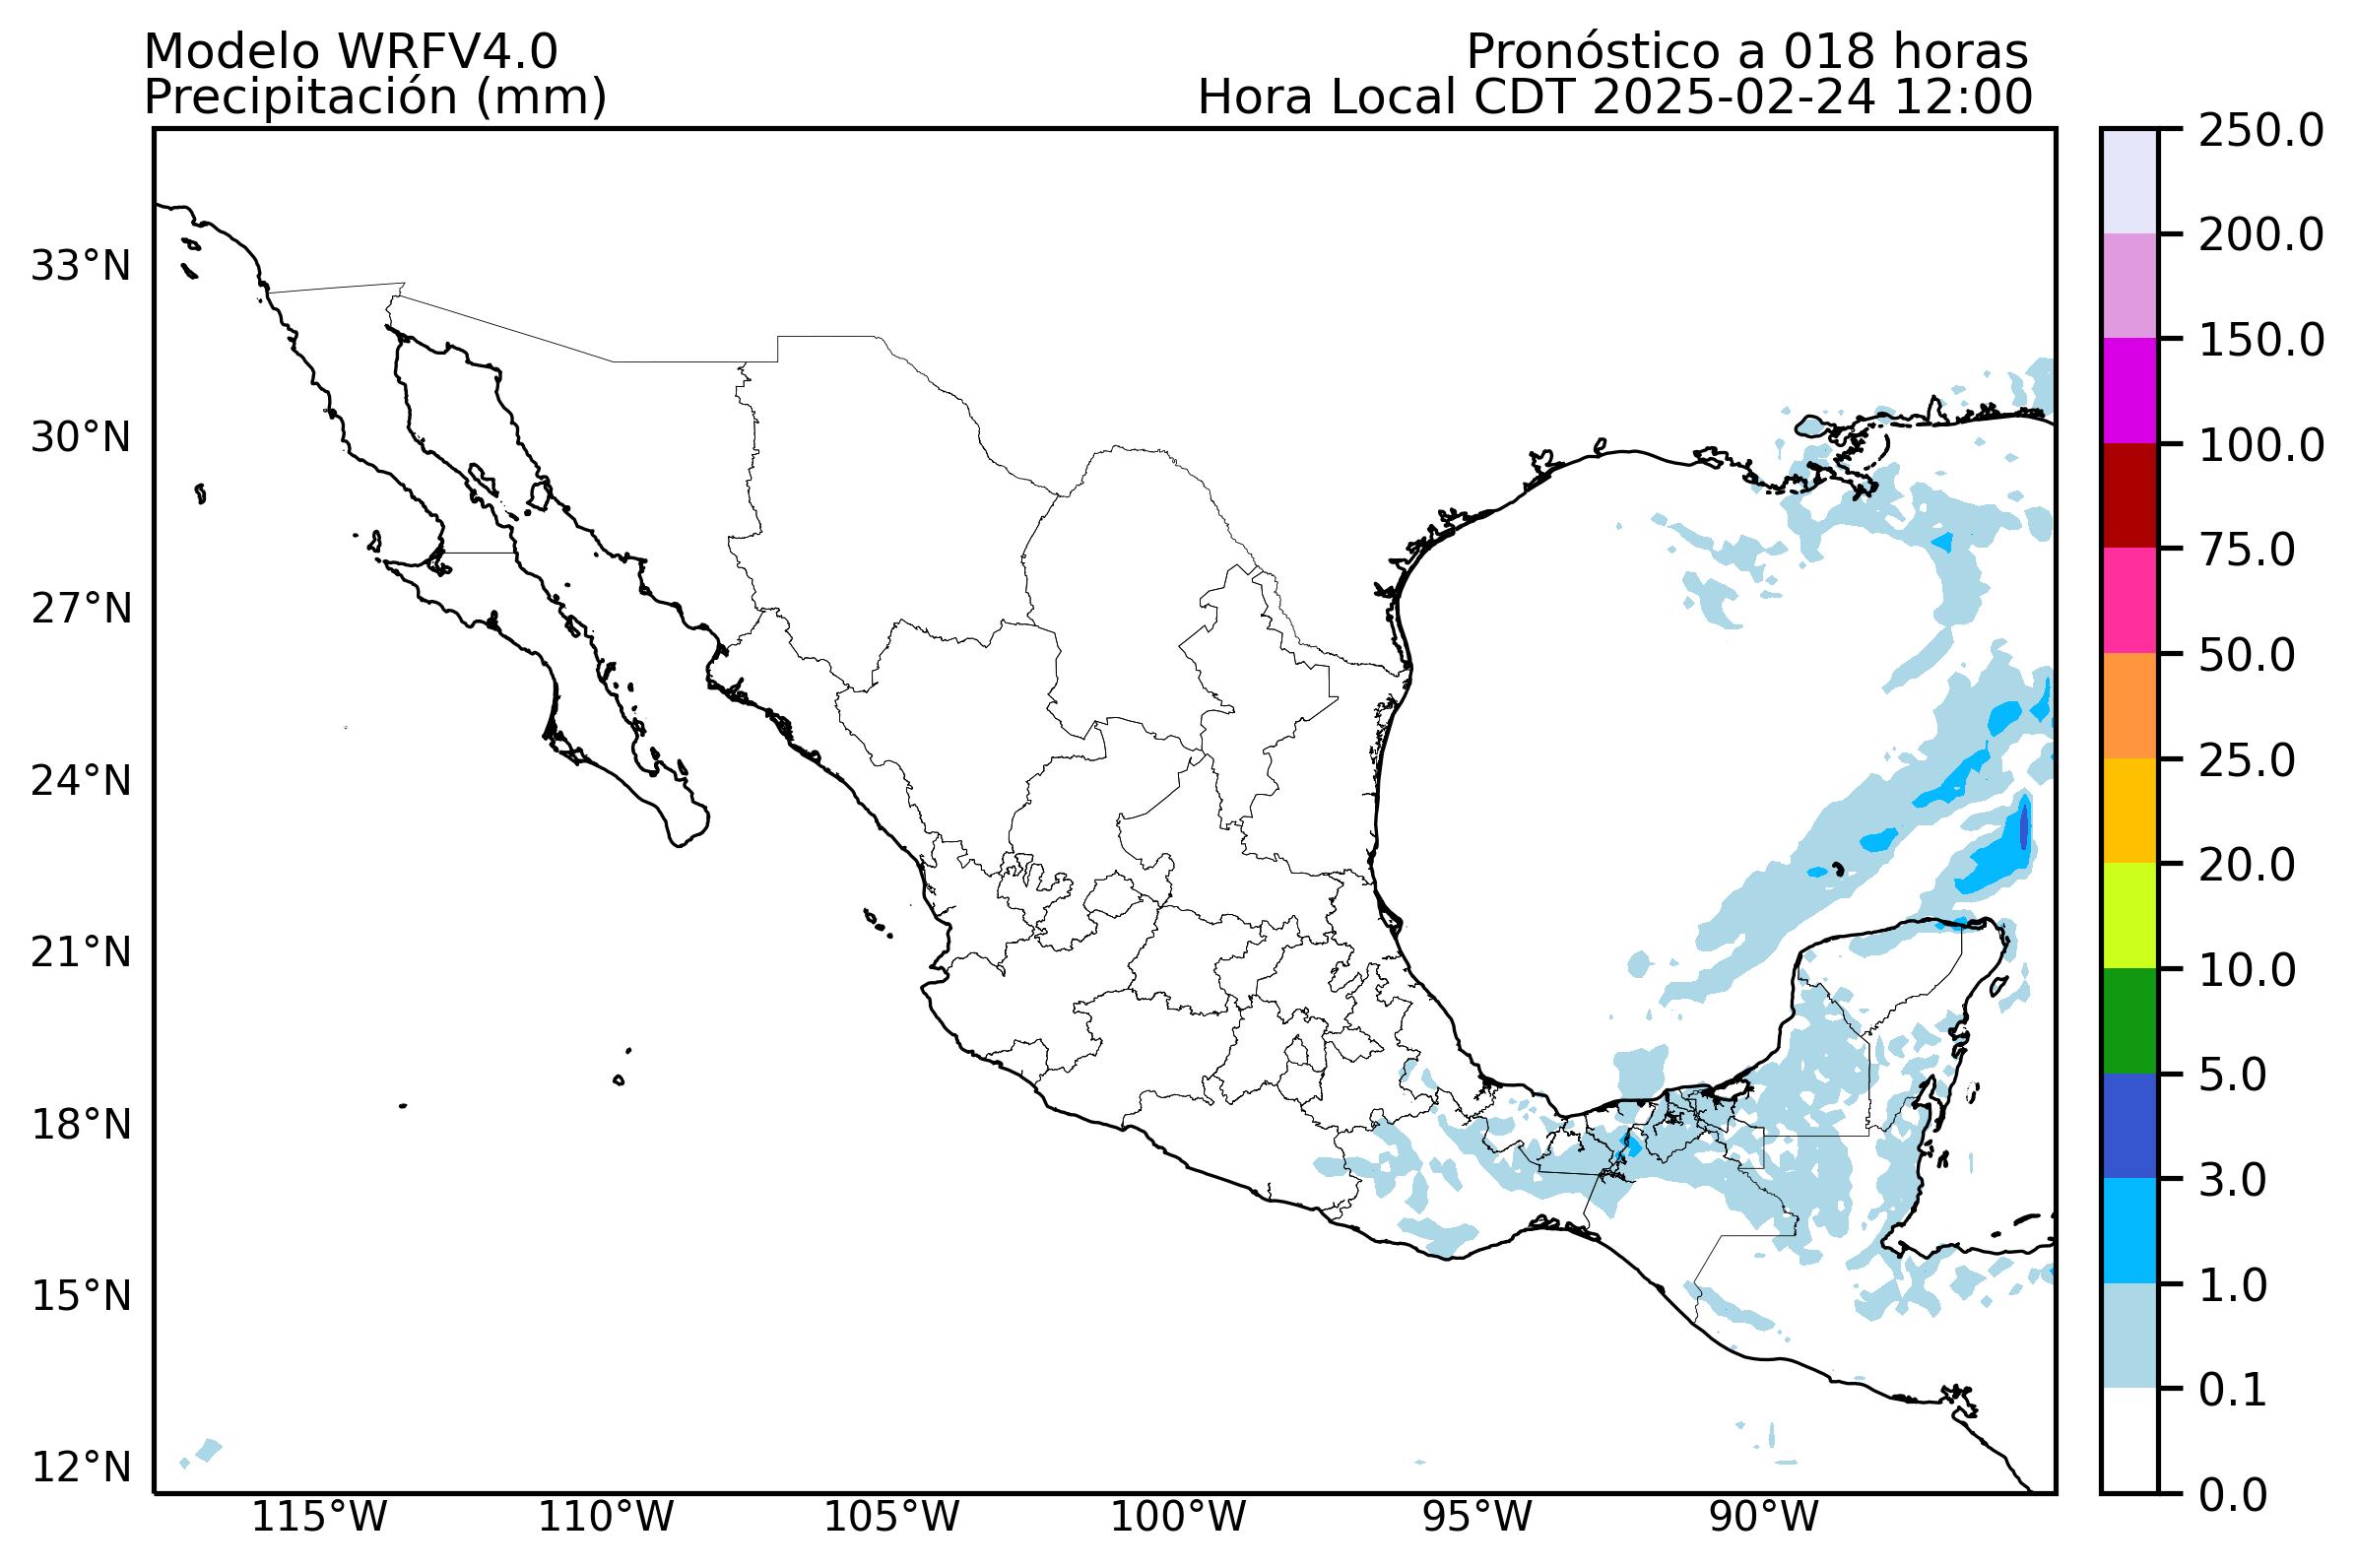 Modelo WRFV4.0
Precipitación (mm)
Pronóstico a 018 horas
Hora Local CDT 2025-02-24 12:00
33°N
30°N
27°N
24°N
21°N
18°N
15°N
12°N
115°W
110°W
105°W
100°W
95°W
90°W
250.0
200.0
150.0
100.0
75.0
50.0
25.0
20.0
10.0
5.0
3.0
1.0
0.1
0.0